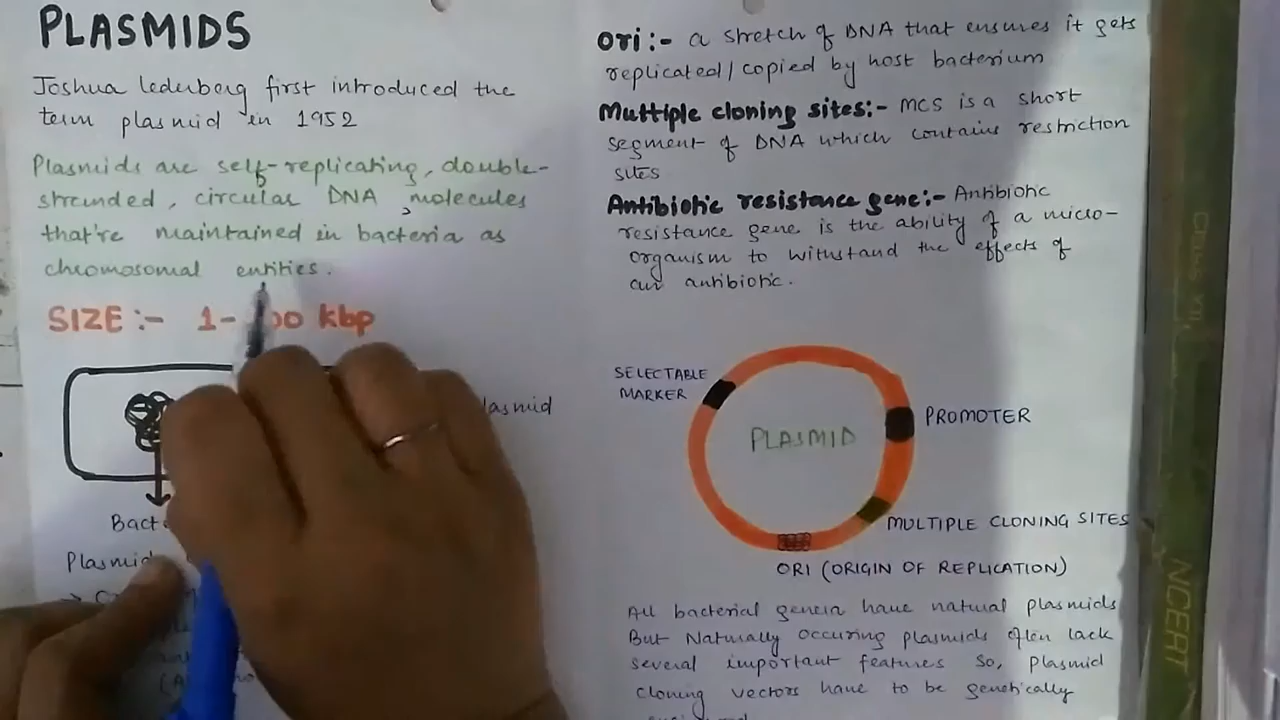 PLASMIDS
Joshua lederberg first introduced the
term plasmid in 1952
Plasmids are self-replicating, double-
stranded, circular DNA molecules
that're maintained in bacteria as
chromosomal entities.
SIZE :- 1- 00 kbp
lasmid
Bact
Plasmid
Ori :- a stretch of DNA that ensures it gets
replicated/copied by host bacterium
Multiple cloning sites:- MCS is a short
segment of DNA which contains restriction
sites
Antibiotic resistance gene:- Antibiotic
resistance gene is the ability of a micro-
organism to withstand the effects of
an antibiotic.
SELECTABLE
MARKER
PROMOTER
PLASMID
MULTIPLE CLONING SITES
ORI (ORIGIN OF REPLICATION)
All bacterial genera have natural plasmids
But Naturally occuring plasmids often lack
several important features so, plasmid
cloning vectors have to be genetically
NCERT